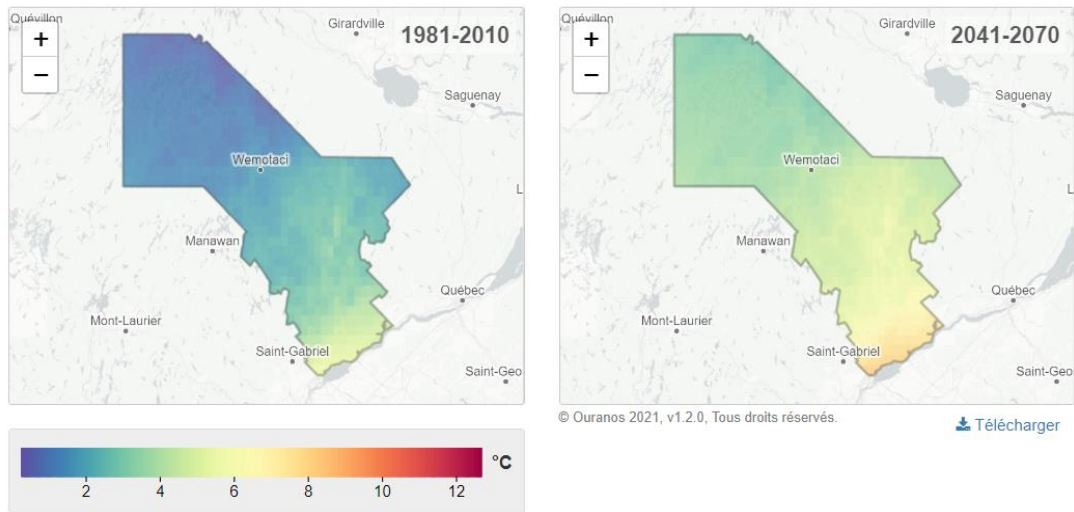 Quévillon
Girardville
+
1981-2010
−
Saguenay
Wemotaci
L
Manawan
Québec
Mont-Laurier
Saint-Gabriel
Saint-Geo
Quévillon
Girardville
+
2041-2070
−
Saguenay
Wemotaci
L
Manawan
Québec
Mont-Laurier
Saint-Gabriel
Saint-Geo
© Ouranos 2021, v1.2.0, Tous droits réservés.
Télécharger
°C
2 4 6 8 10 12